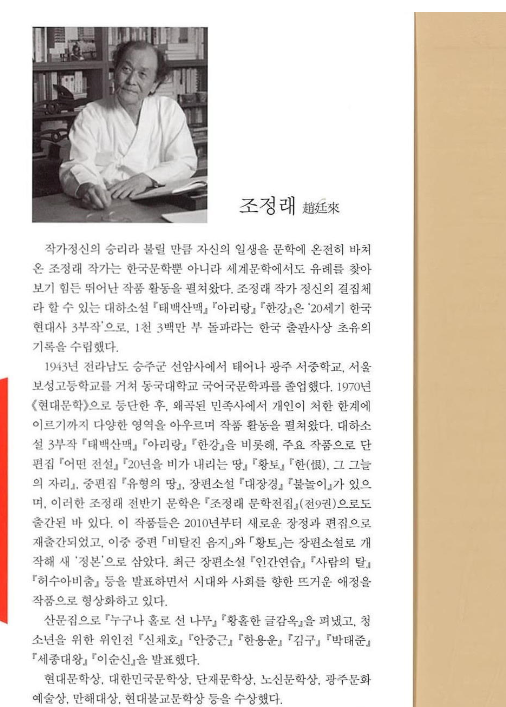 조정래 趙廷來
작가정신의 승리라 불릴 만큼 자신의 일생을 문학에 온전히 바쳐
온 조정래 작가는 한국문학뿐 아니라 세계문학에서도 유례를 찾아
보기 힘든 뛰어난 작품 활동을 펼쳐왔다. 조정래 작가 정신의 결집체
라 할 수 있는 대하소설 『태백산맥』 『아리랑』 『한강』은 ‘20세기 한국
현대사 3부작’으로, 1천 3백만 부 돌파라는 한국 출판사상 초유의
기록을 수립했다.
1943년 전라남도 승주군 선암사에서 태어나 광주 서중학교, 서울
보성고등학교를 거쳐 동국대학교 국어국문학과를 졸업했다. 1970년
《현대문학》으로 등단한 후, 왜곡된 민족사에서 개인이 처한 한계에
이르기까지 다양한 영역을 아우르며 작품 활동을 펼쳐왔다. 대하소
설 3부작 『태백산맥』 『아리랑』 『한강』을 비롯해, 주요 작품으로 단
편집 『어떤 전설』 『20년을 비가 내리는 땅』 『황토』 『한(恨), 그 그늘
의 자리』, 중편집 『유형의 땅』, 장편소설 『대장경』 『불놀이』가 있으
며, 이러한 조정래 전반기 문학은 『조정래 문학전집』(전9권)으로도
출간된 바 있다. 이 작품들은 2010년부터 새로운 장정과 편집으로
재출간되었고, 이중 중편 「비탈진 음지」와 「황토」는 장편소설로 개
작해 새 ‘정본’으로 삼았다. 최근 장편소설 『인간연습』 『사람의 탈』
『허수아비춤』 등을 발표하면서 시대와 사회를 향한 뜨거운 애정을
작품으로 형상화하고 있다.
산문집으로 『누구나 홀로 선 나무』 『황홀한 글감옥』을 펴냈고, 청
소년을 위한 위인전 『신채호』 『안중근』 『한용운』 『김구』 『박태준』
『세종대왕』 『이순신』을 발표했다.
현대문학상, 대한민국문학상, 단재문학상, 노신문학상, 광주문화
예술상, 만해대상, 현대불교문학상 등을 수상했다.